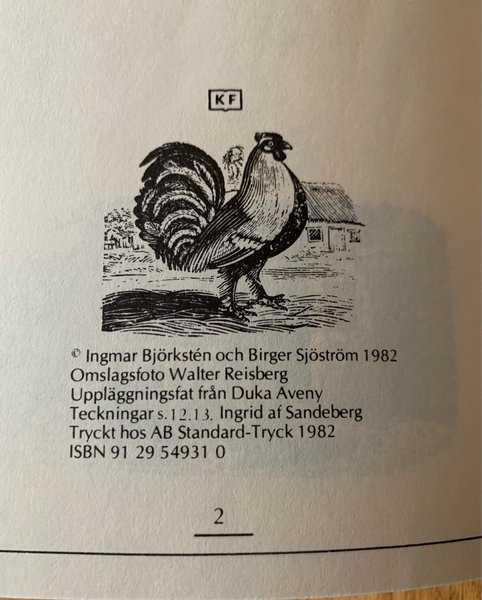 KF
© Ingmar Björkstén och Birger Sjöström 1982
Omslagsfoto Walter Reisberg
Uppläggningsfat från Duka Aveny
Teckningar s. 12.13. Ingrid af Sandeberg
Tryckt hos AB Standard-Tryck 1982
ISBN 91 29 54931 0
2